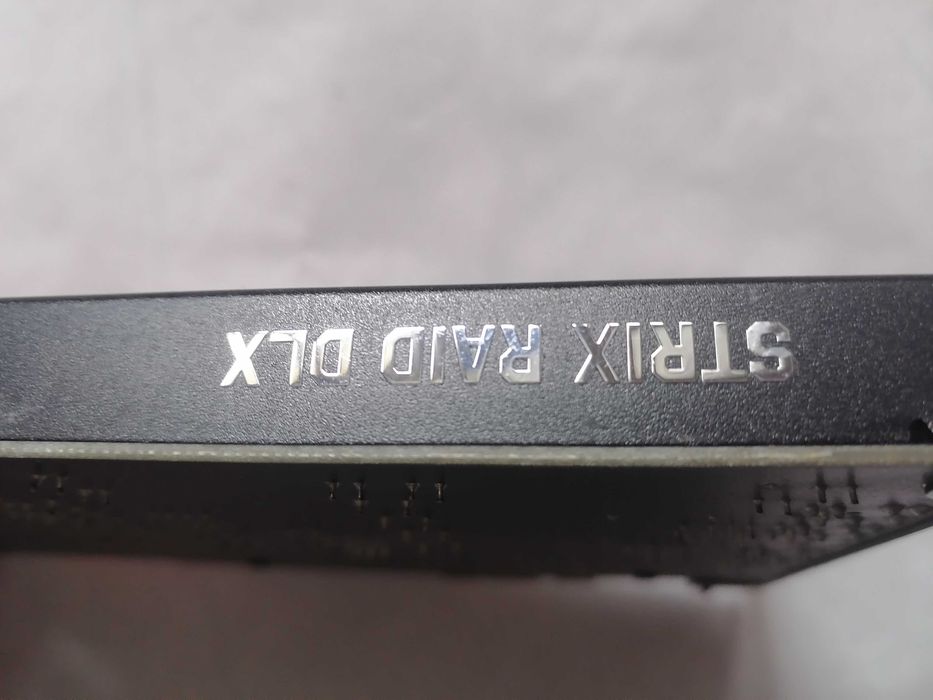 STRIX RAID DLX